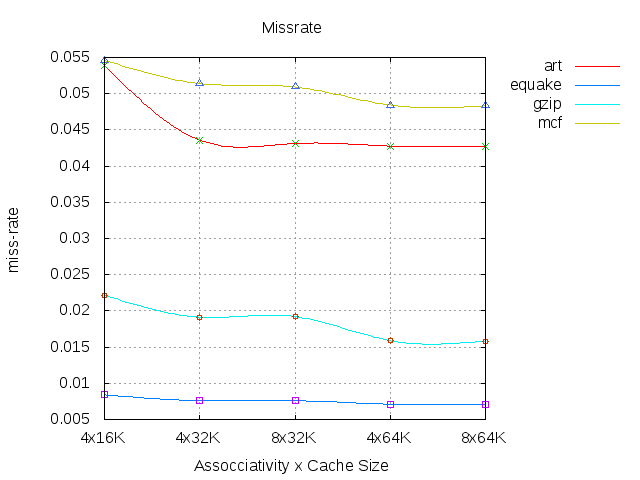 Missrate
0.055
0.05
0.045
0.04
0.035
0.03
0.025
0.02
0.015
0.01
0.005
miss-rate
4x16K 4x32K 8x32K 4x64K 8x64K
Assocciativity x Cache Size
art
equake
gzip
mcf